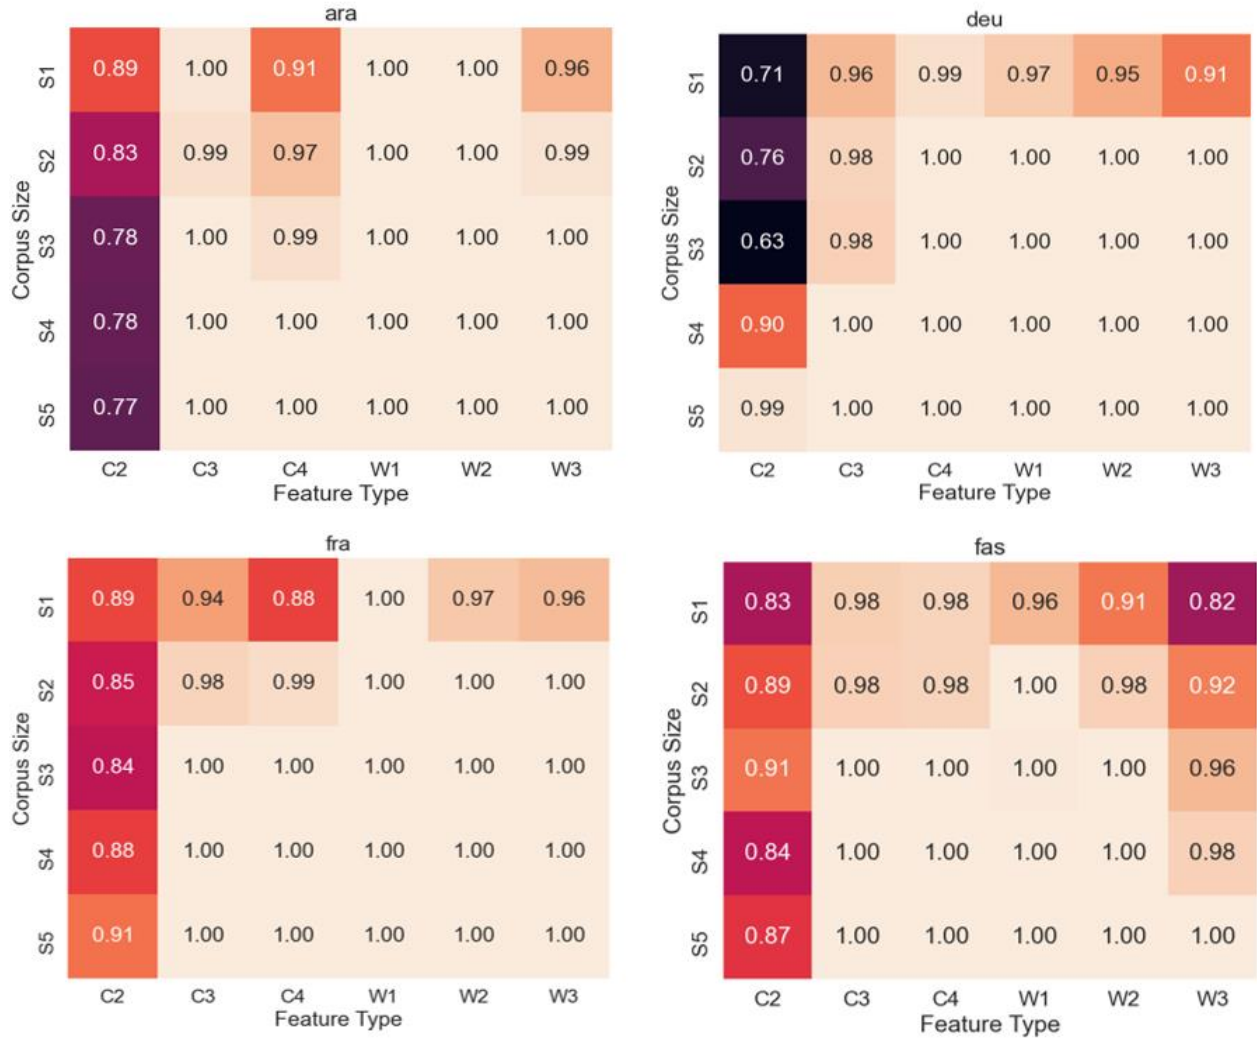 ara
S1 0.89 1.00 0.91 1.00 1.00 0.96
S2 0.83 0.99 0.97 1.00 1.00 0.99
S3 0.78 1.00 0.99 1.00 1.00 1.00
S4 0.78 1.00 1.00 1.00 1.00 1.00
S5 0.77 1.00 1.00 1.00 1.00 1.00
Corpus Size
C2 C3 C4 W1 W2 W3
Feature Type
deu
S1 0.71 0.96 0.99 0.97 0.95 0.91
S2 0.76 0.98 1.00 1.00 1.00 1.00
S3 0.63 0.98 1.00 1.00 1.00 1.00
S4 0.90 1.00 1.00 1.00 1.00 1.00
S5 0.99 1.00 1.00 1.00 1.00 1.00
Corpus Size
C2 C3 C4 W1 W2 W3
Feature Type
fra
S1 0.89 0.94 0.88 1.00 0.97 0.96
S2 0.85 0.98 0.99 1.00 1.00 1.00
S3 0.84 1.00 1.00 1.00 1.00 1.00
S4 0.88 1.00 1.00 1.00 1.00 1.00
S5 0.91 1.00 1.00 1.00 1.00 1.00
Corpus Size
C2 C3 C4 W1 W2 W3
Feature Type
fas
S1 0.83 0.98 0.98 0.96 0.91 0.82
S2 0.89 0.98 0.98 1.00 0.98 0.92
S3 0.91 1.00 1.00 1.00 1.00 0.96
S4 0.84 1.00 1.00 1.00 1.00 0.98
S5 0.87 1.00 1.00 1.00 1.00 1.00
Corpus Size
C2 C3 C4 W1 W2 W3
Feature Type